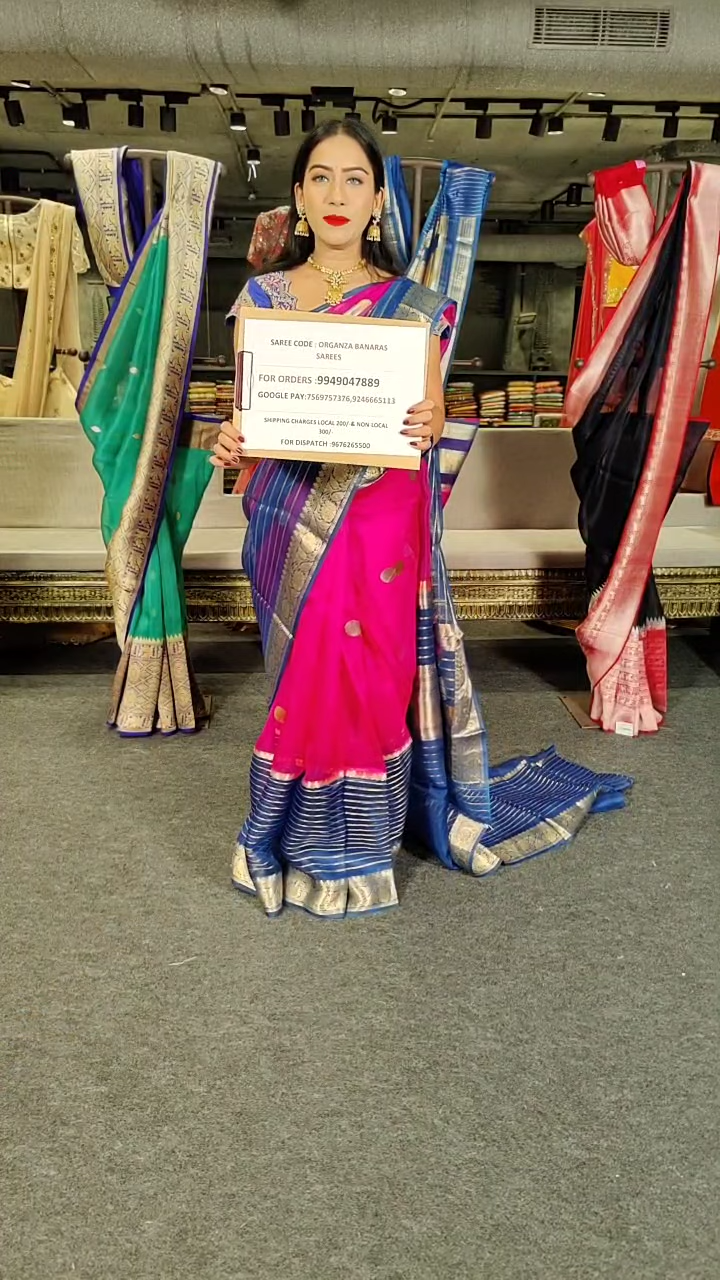 SAREE CODE : ORGANZA BANARAS
SAREES
FOR ORDERS :9949047889
GOOGLE PAY:7569757376,9246665113
SHIPPING CHARGES LOCAL 200/- & NON LOCAL
300/-
FOR DISPATCH :9676265500